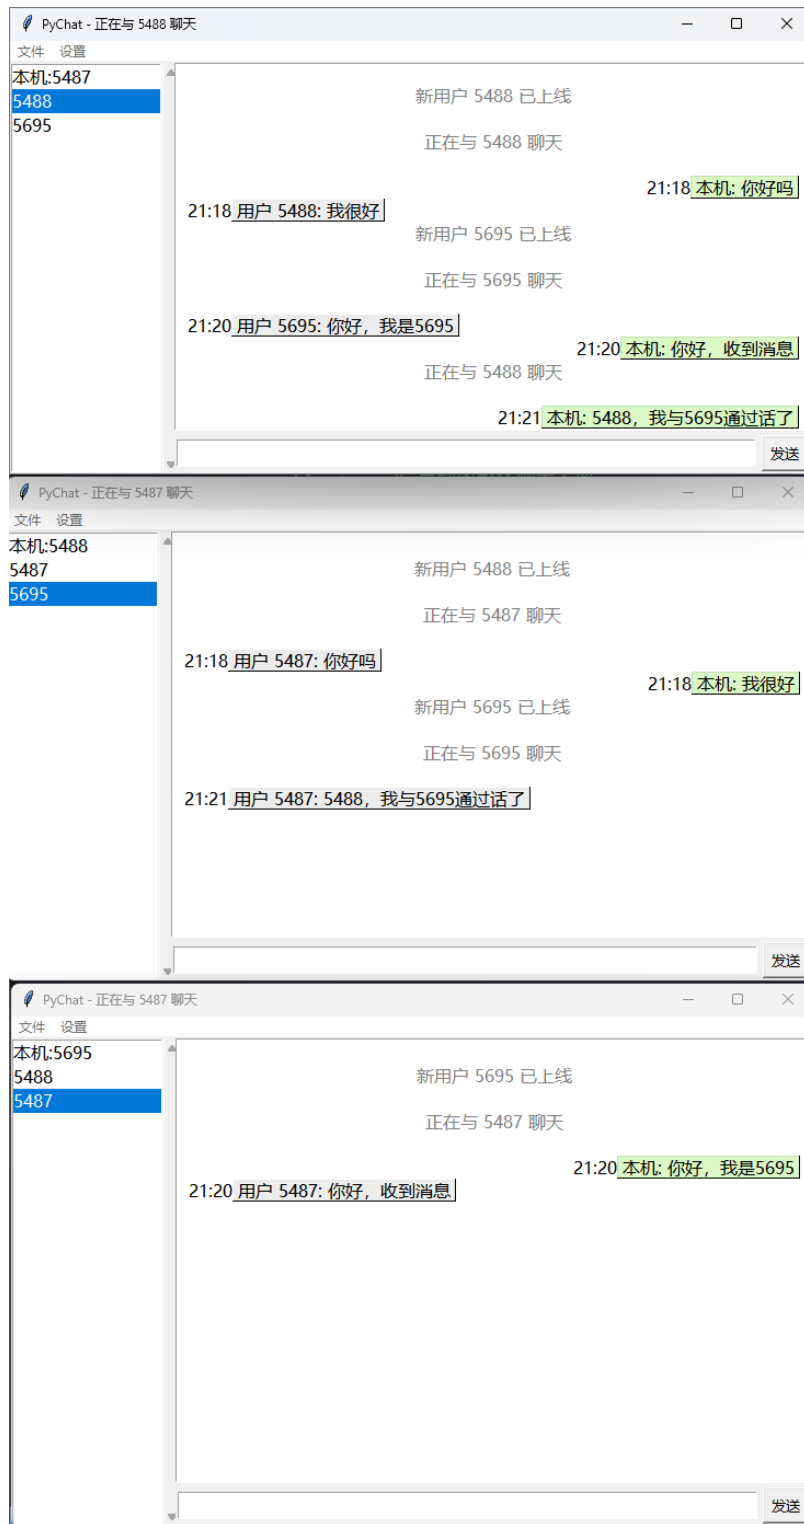 PyChat - 正在与 5488 聊天
文件 设置
本机:5487
5488
5695
新用户 5488 已上线
正在与 5488 聊天
21:18 本机: 你好吗
21:18 用户 5488: 我很好
新用户 5695 已上线
正在与 5695 聊天
21:20 用户 5695: 你好，我是5695
21:20 本机: 你好，收到消息
正在与 5488 聊天
21:21 本机: 5488，我与5695通过话了
发送
PyChat - 正在与 5487 聊天
文件 设置
本机:5488
5487
5695
新用户 5488 已上线
正在与 5487 聊天
21:18 用户 5487: 你好吗
21:18 本机: 我很好
新用户 5695 已上线
正在与 5695 聊天
21:21 用户 5487: 5488，我与5695通过话了
发送
PyChat - 正在与 5487 聊天
文件 设置
本机:5695
5488
5487
新用户 5695 已上线
正在与 5487 聊天
21:20 本机: 你好，我是5695
21:20 用户 5487: 你好，收到消息
发送